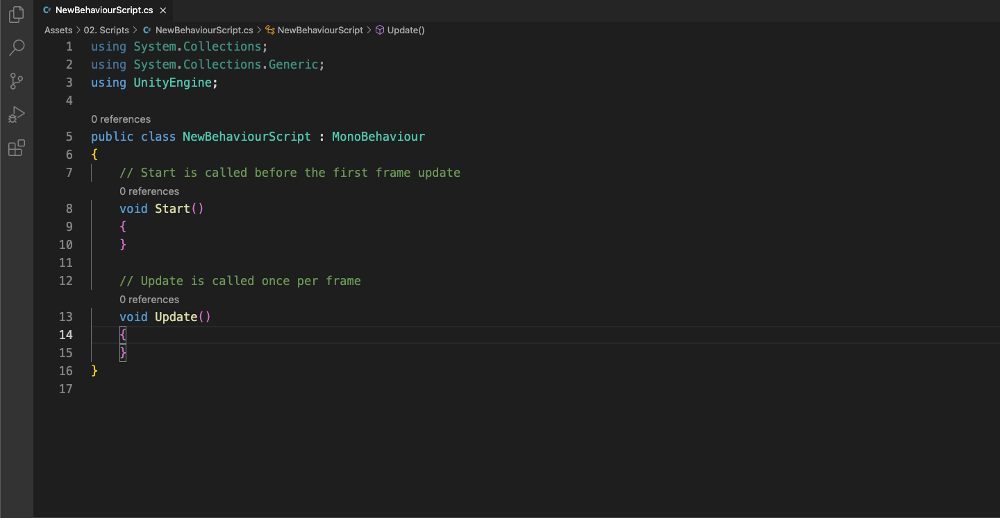 C# NewBehaviourScript.cs ×
Assets > 02. Scripts > C# NewBehaviourScript.cs > NewBehaviourScript > Update()
1 using System.Collections;
2 using System.Collections.Generic;
3 using UnityEngine;
4
0 references
5 public class NewBehaviourScript : MonoBehaviour
6 {
7     // Start is called before the first frame update
0 references
8     void Start()
9     {
10     }
11
12     // Update is called once per frame
0 references
13     void Update()
14     {
15     }
16 }
17